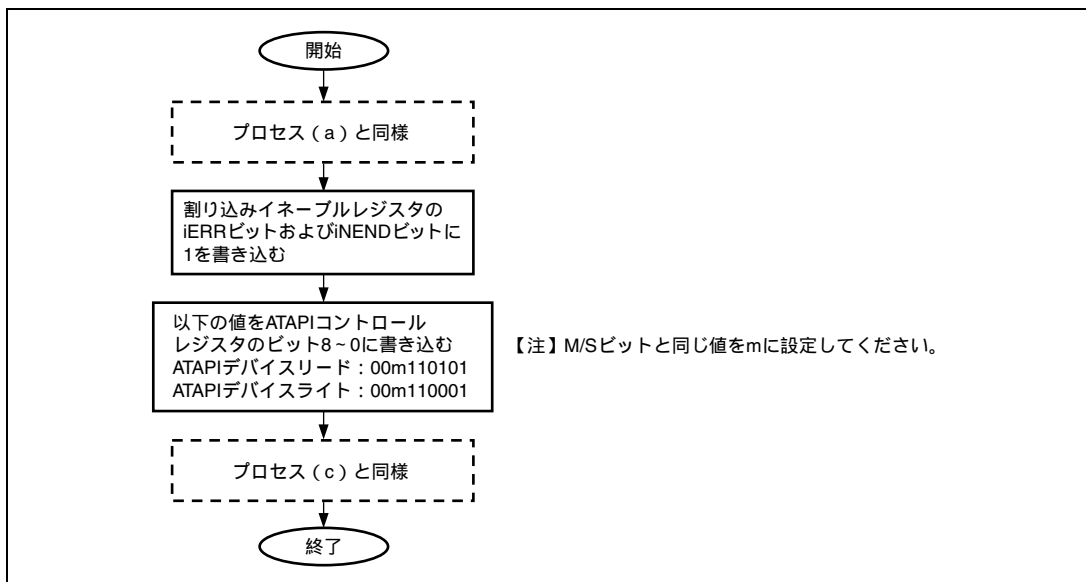 開始
プロセス（a）と同様
割り込みイネーブルレジスタの
iERRビットおよびiNENDビットに
1を書き込む
以下の値をATAPIコントロール
レジスタのビット8～0に書き込む
ATAPIデバイスリード：00m110101
ATAPIデバイスライト：00m110001
【注】M/Sビットと同じ値をmに設定してください。
プロセス（c）と同様
終了